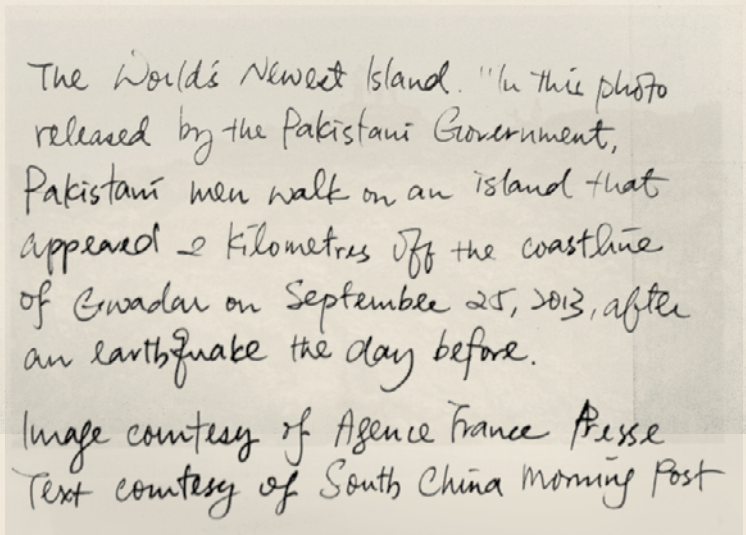 The World's Newest Island. "In this photo
released by the Pakistani Government,
Pakistani men walk on an island that
appeared 2 kilometres off the coastline
of Gwadar on September 25, 2013, after
an earthquake the day before.
Image courtesy of Agence France Presse
Text courtesy of South China Morning Post